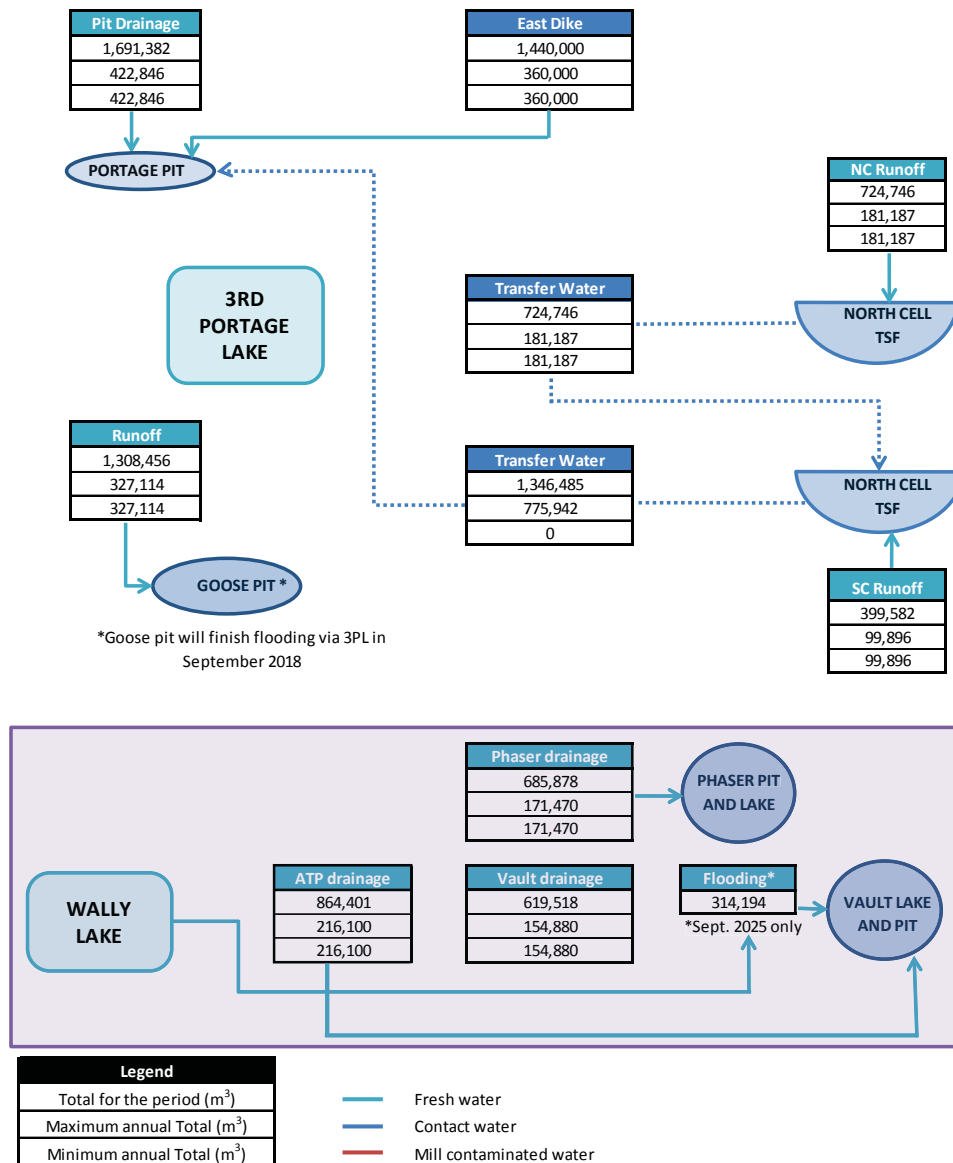 Pit Drainage
1,691,382
422,846
422,846
East Dike
1,440,000
360,000
360,000
PORTAGE PIT
NC Runoff
724,746
181,187
181,187
3RD
PORTAGE
LAKE
Transfer Water
724,746
181,187
181,187
NORTH CELL
TSF
Runoff
1,308,456
327,114
327,114
Transfer Water
1,346,485
775,942
0
NORTH CELL
TSF
GOOSE PIT *
*Goose pit will finish flooding via 3PL in
September 2018
SC Runoff
399,582
99,896
99,896
Phaser drainage
685,878
171,470
171,470
PHASER PIT
AND LAKE
WALLY
LAKE
ATP drainage
864,401
216,100
216,100
Vault drainage
619,518
154,880
154,880
Flooding*
314,194
*Sept. 2025 only
VAULT LAKE
AND PIT
Legend
Total for the period (m³)
Maximum annual Total (m³)
Minimum annual Total (m³)
Fresh water
Contact water
Mill contaminated water